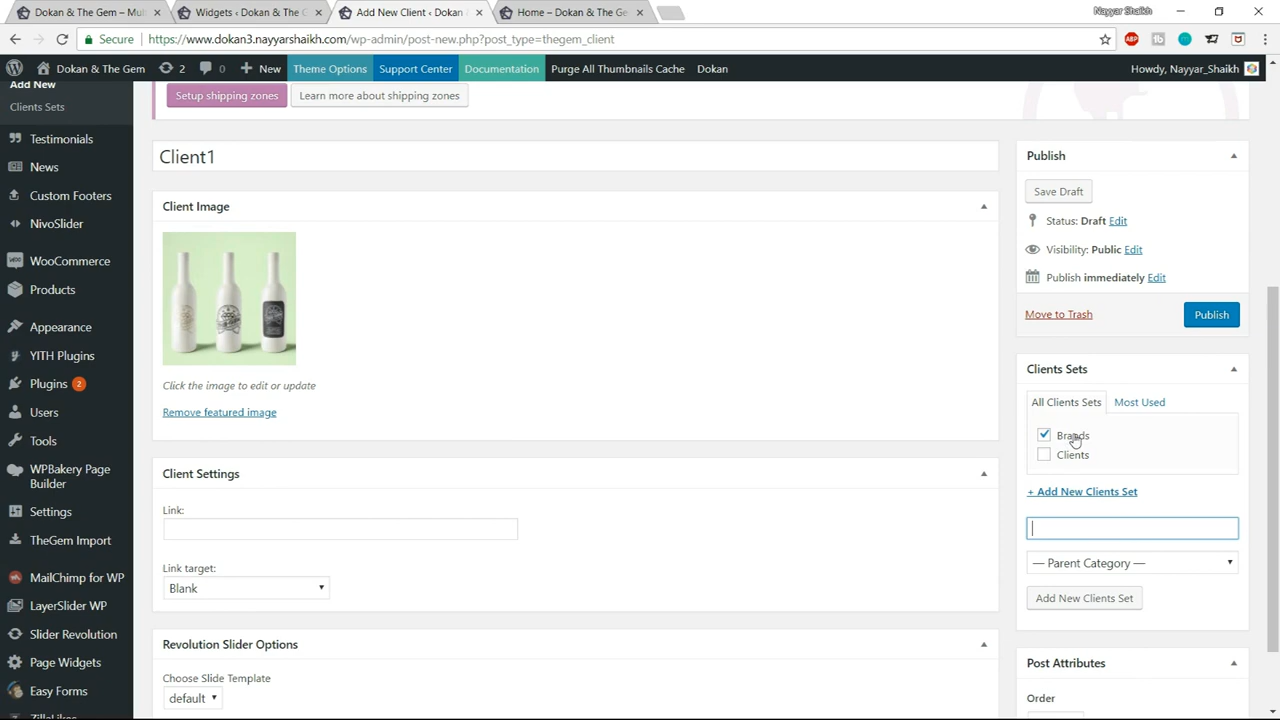 Dokan & The Gem – Mult
Widgets ‹ Dokan & The G
Add New Client ‹ Dokan
Home – Dokan & The Ge
Nayyar Shaikh
Secure
https://www.dokan3.nayyarshaikh.com/wp-admin/post-new.php?post_type=thegem_client
ABP
Dokan & The Gem
2
0
New
Theme Options
Support Center
Documentation
Purge All Thumbnails Cache
Dokan
Howdy, Nayyar_Shaikh
Add New
Clients Sets
Testimonials
News
Custom Footers
NivoSlider
WooCommerce
Products
Appearance
YITH Plugins
Plugins 2
Users
Tools
WPBakery Page
Builder
Settings
TheGem Import
MailChimp for WP
LayerSlider WP
Slider Revolution
Page Widgets
Easy Forms
ZillaLikes
Setup shipping zones
Learn more about shipping zones
Client1
Client Image
Click the image to edit or update
Remove featured image
Client Settings
Link:
Link target:
Blank
Revolution Slider Options
Choose Slide Template
default
Publish
Save Draft
Status: Draft Edit
Visibility: Public Edit
Publish immediately Edit
Move to Trash
Publish
Clients Sets
All Clients Sets
Most Used
Brands
Clients
+ Add New Clients Set
— Parent Category —
Add New Clients Set
Post Attributes
Order